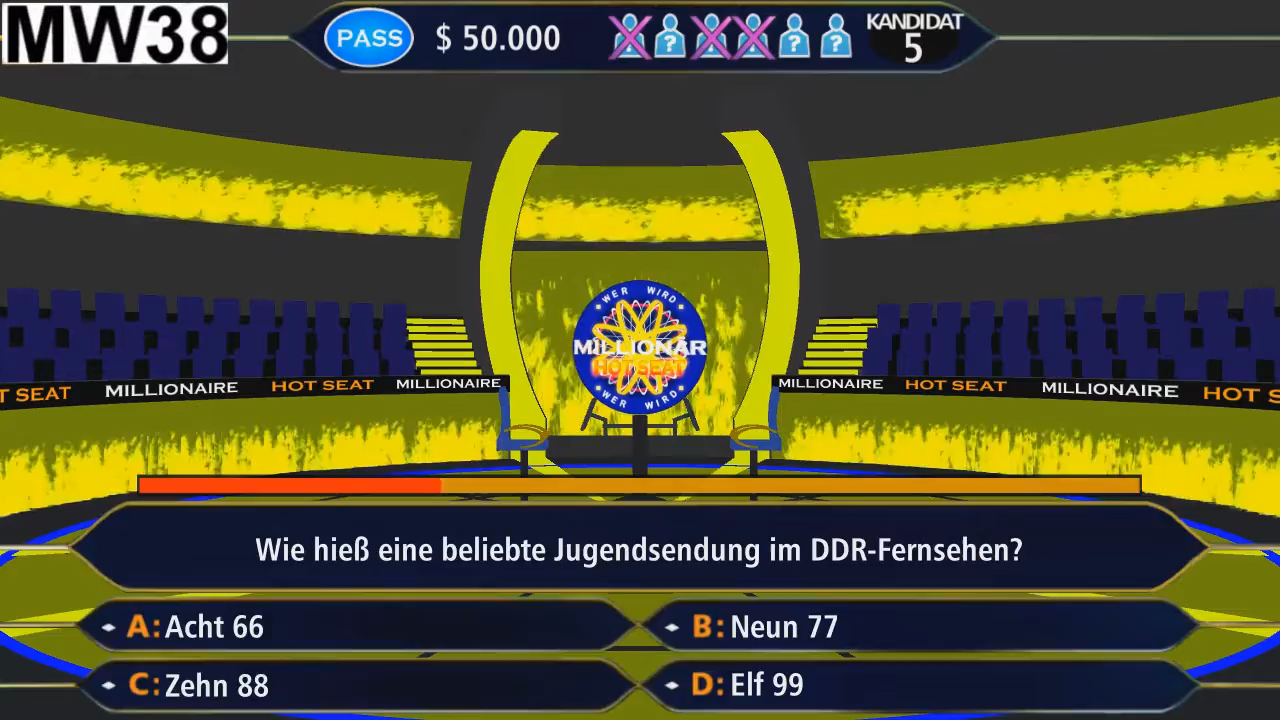 MW38
PASS
$ 50.000
? ? ?
KANDIDAT
5
WER WIRD
MILLIONÄR
HOT SEAT
WER WIRD
T SEAT MILLIONAIRE HOT SEAT MILLIONAIRE
MILLIONAIRE HOT SEAT MILLIONAIRE HOT S
Wie hieß eine beliebte Jugendsendung im DDR-Fernsehen?
A: Acht 66
B: Neun 77
C: Zehn 88
D: Elf 99